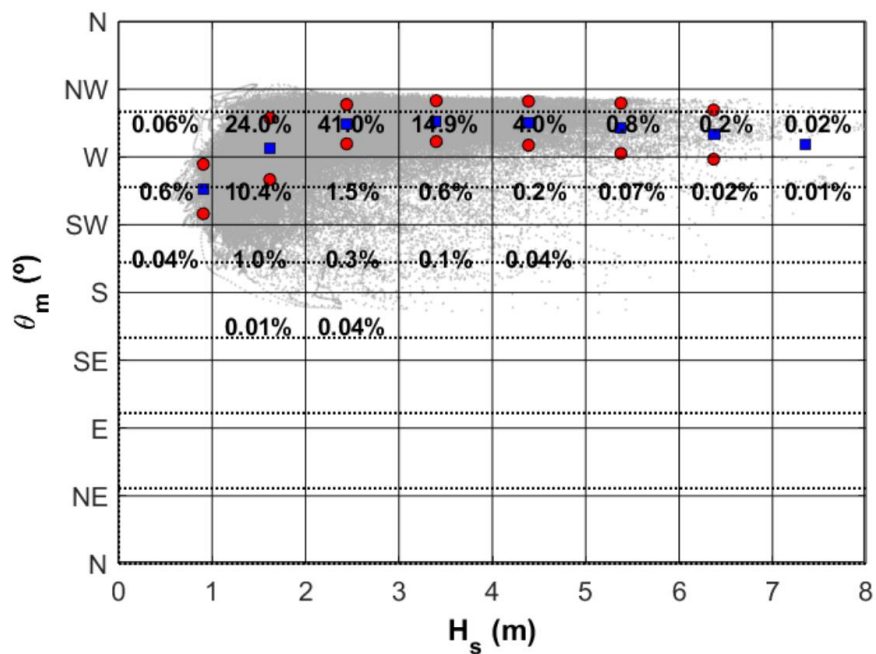 N
NW
0.06% 24.0% 41.0% 14.9% 4.0% 0.8% 0.2% 0.02%
W
0.6% 10.4% 1.5% 0.6% 0.2% 0.07% 0.02% 0.01%
SW
0.04% 1.0% 0.3% 0.1% 0.04%
S
0.01% 0.04%
SE
E
NE
N
θm (º)
0 1 2 3 4 5 6 7 8
Hs (m)